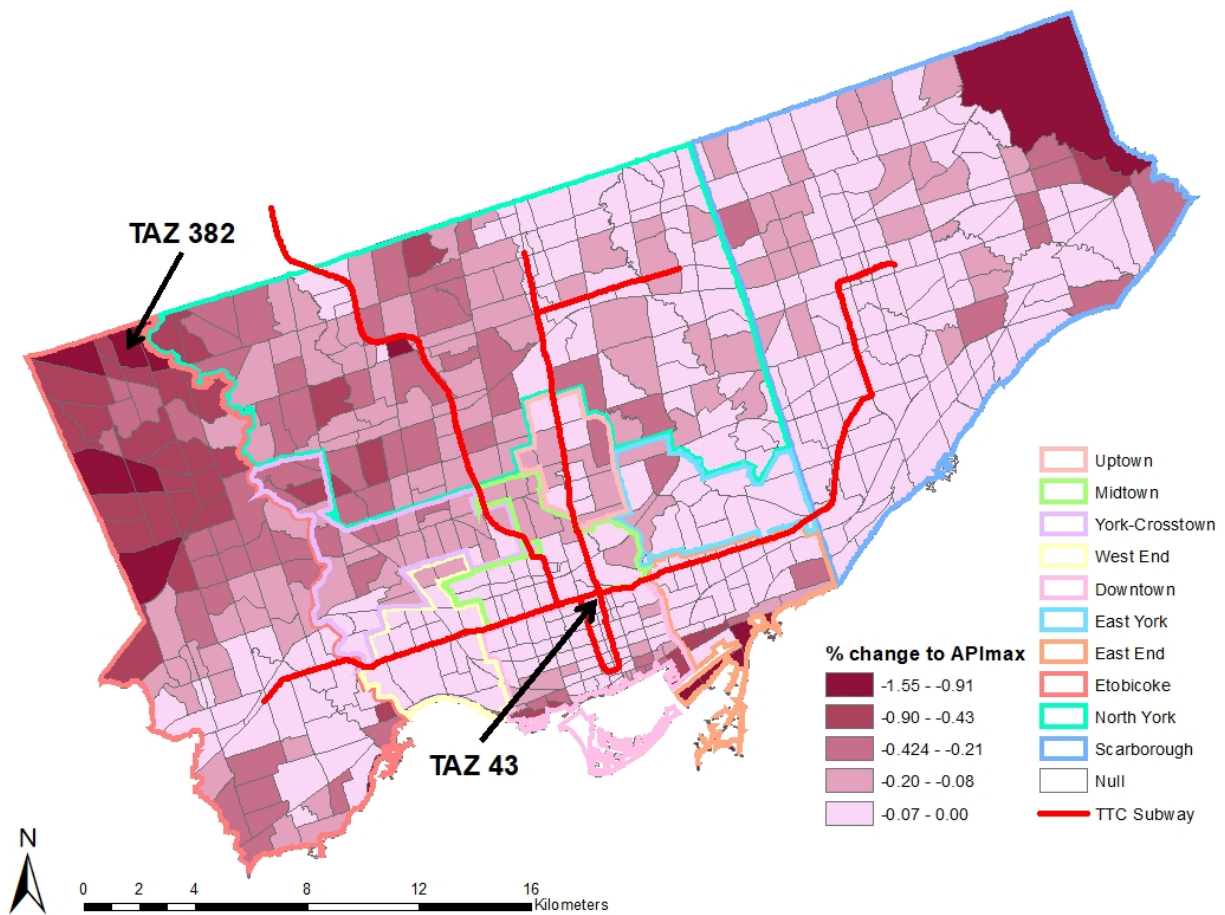 TAZ 382
TAZ 43
Uptown
Midtown
York-Crosstown
West End
Downtown
East York
East End
Etobicoke
North York
Scarborough
Null
TTC Subway
% change to APImax
-1.55 - -0.91
-0.90 - -0.43
-0.424 - -0.21
-0.20 - -0.08
-0.07 - 0.00
N
0 2 4 8 12 16
Kilometers